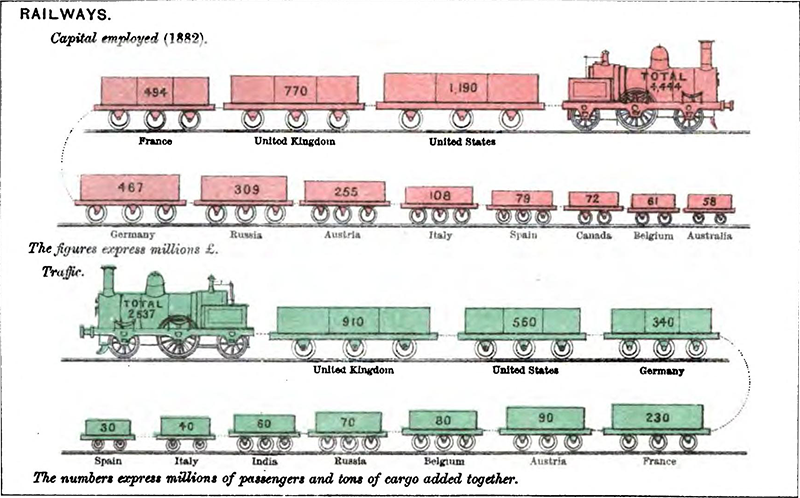 RAILWAYS.
Capital employed (1882).
TOTAL
4,444
494 770 1,190
France United Kingdom United States
467 309 255 108 79 72 61 58
Germany Russia Austria Italy Spain Canada Belgium Australia
The figures express millions £.
Traffic.
TOTAL
2537
910 560 340
United Kingdom United States Germany
30 40 60 70 80 90 230
Spain Italy India Russia Belgium Austria France
The numbers express millions of passengers and tons of cargo added together.